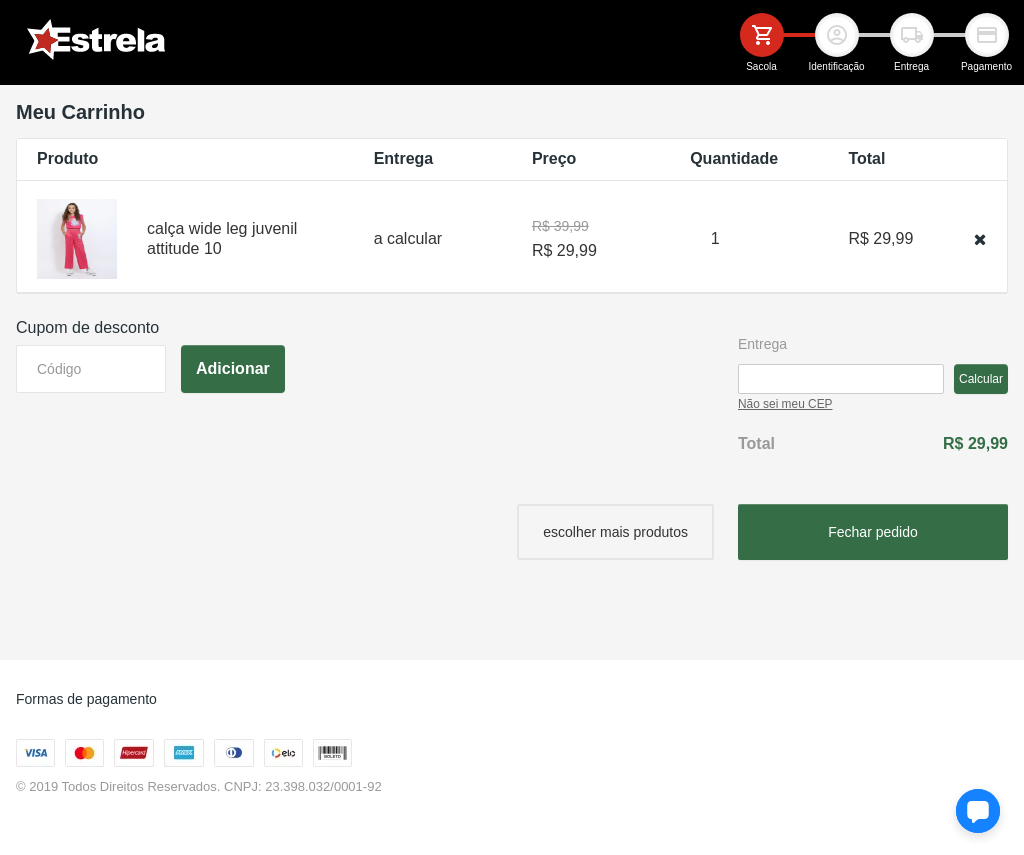 Estrela
Sacola
Identificação
Entrega
Pagamento
Meu Carrinho
Produto
Entrega
Preço
Quantidade
Total
calça wide leg juvenil
attitude 10
a calcular
R$ 39,99
R$ 29,99
1
R$ 29,99
Cupom de desconto
Código
Adicionar
Entrega
Calcular
Não sei meu CEP
Total
R$ 29,99
escolher mais produtos
Fechar pedido
Formas de pagamento
VISA
Hipercard
elo
BOLETO
© 2019 Todos Direitos Reservados. CNPJ: 23.398.032/0001-92